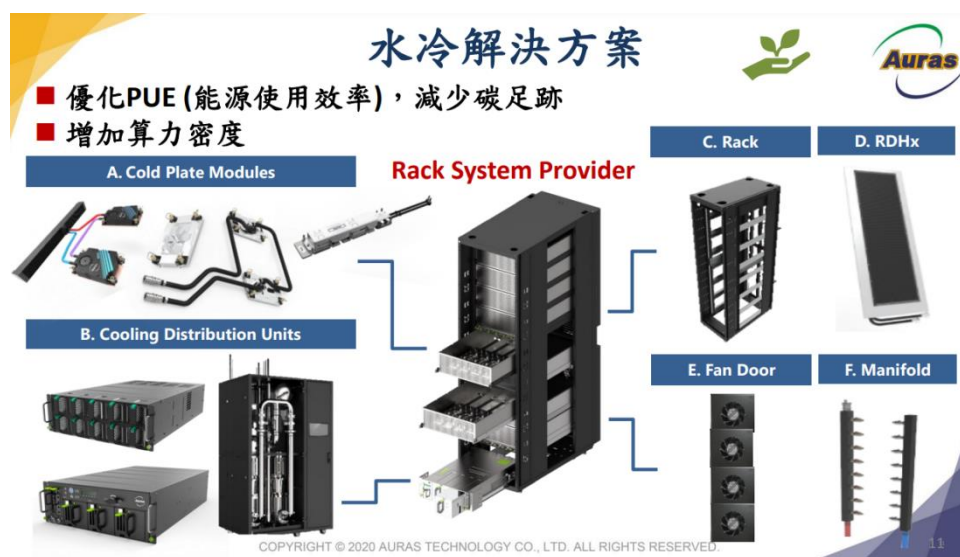 水冷解決方案
Auras
■ 優化PUE (能源使用效率)，減少碳足跡
■ 增加算力密度
A. Cold Plate Modules
Rack System Provider
C. Rack
D. RDHx
B. Cooling Distribution Units
E. Fan Door
F. Manifold
COPYRIGHT © 2020 AURAS TECHNOLOGY CO., LTD. ALL RIGHTS RESERVED.
11